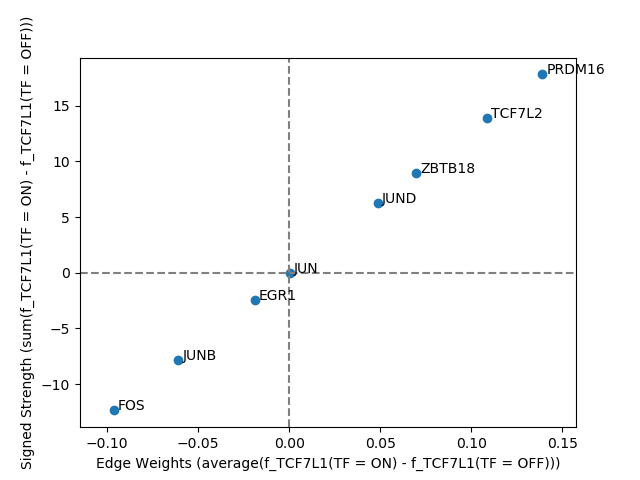 Signed Strength (sum(f_TCF7L1(TF = ON) - f_TCF7L1(TF = OFF)))
PRDM16
15
TCF7L2
10
ZBTB18
5
JUND
0
JUN
EGR1
−5
JUNB
−10
FOS
−0.10 −0.05 0.00 0.05 0.10 0.15
Edge Weights (average(f_TCF7L1(TF = ON) - f_TCF7L1(TF = OFF)))